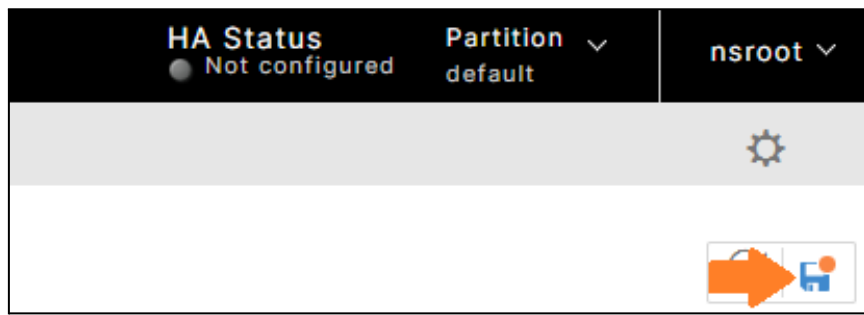 HA Status
Not configured
Partition
default
nsroot